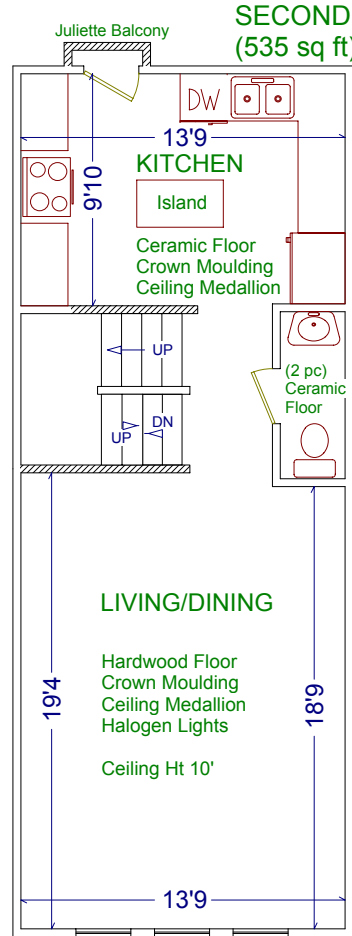 SECOND
(535 sq ft)
Juliette Balcony
DW
13'9
KITCHEN
9'10
Island
Ceramic Floor
Crown Moulding
Ceiling Medallion
UP
(2 pc)
Ceramic
Floor
DN
UP
LIVING/DINING
Hardwood Floor
Crown Moulding
Ceiling Medallion
Halogen Lights
Ceiling Ht 10'
19'4
18'9
13'9